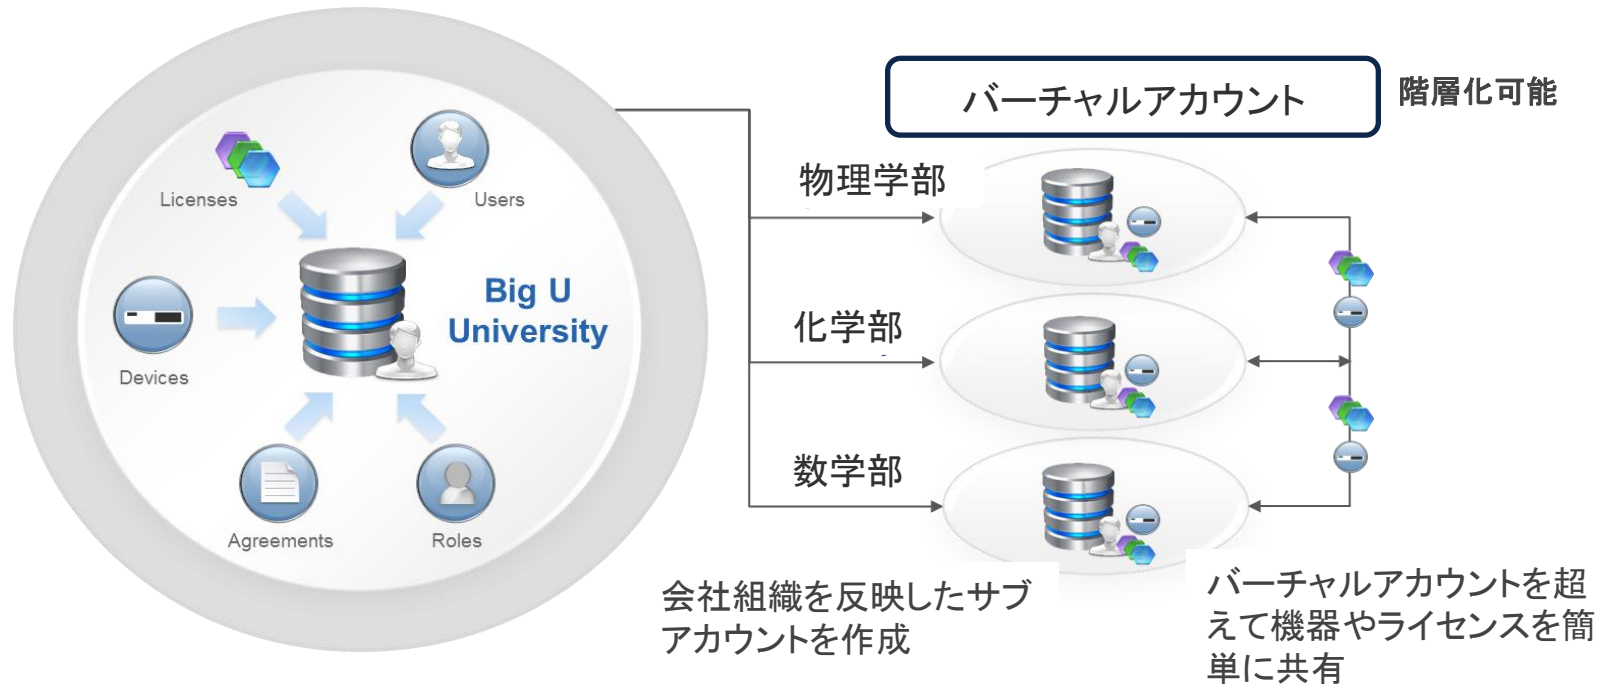 バーチャルアカウント
階層化可能
Licenses
Users
Big U
University
Devices
Agreements
Roles
物理学部
化学部
数学部
会社組織を反映したサブ
アカウントを作成
バーチャルアカウントを超
えて機器やライセンスを簡
単に共有